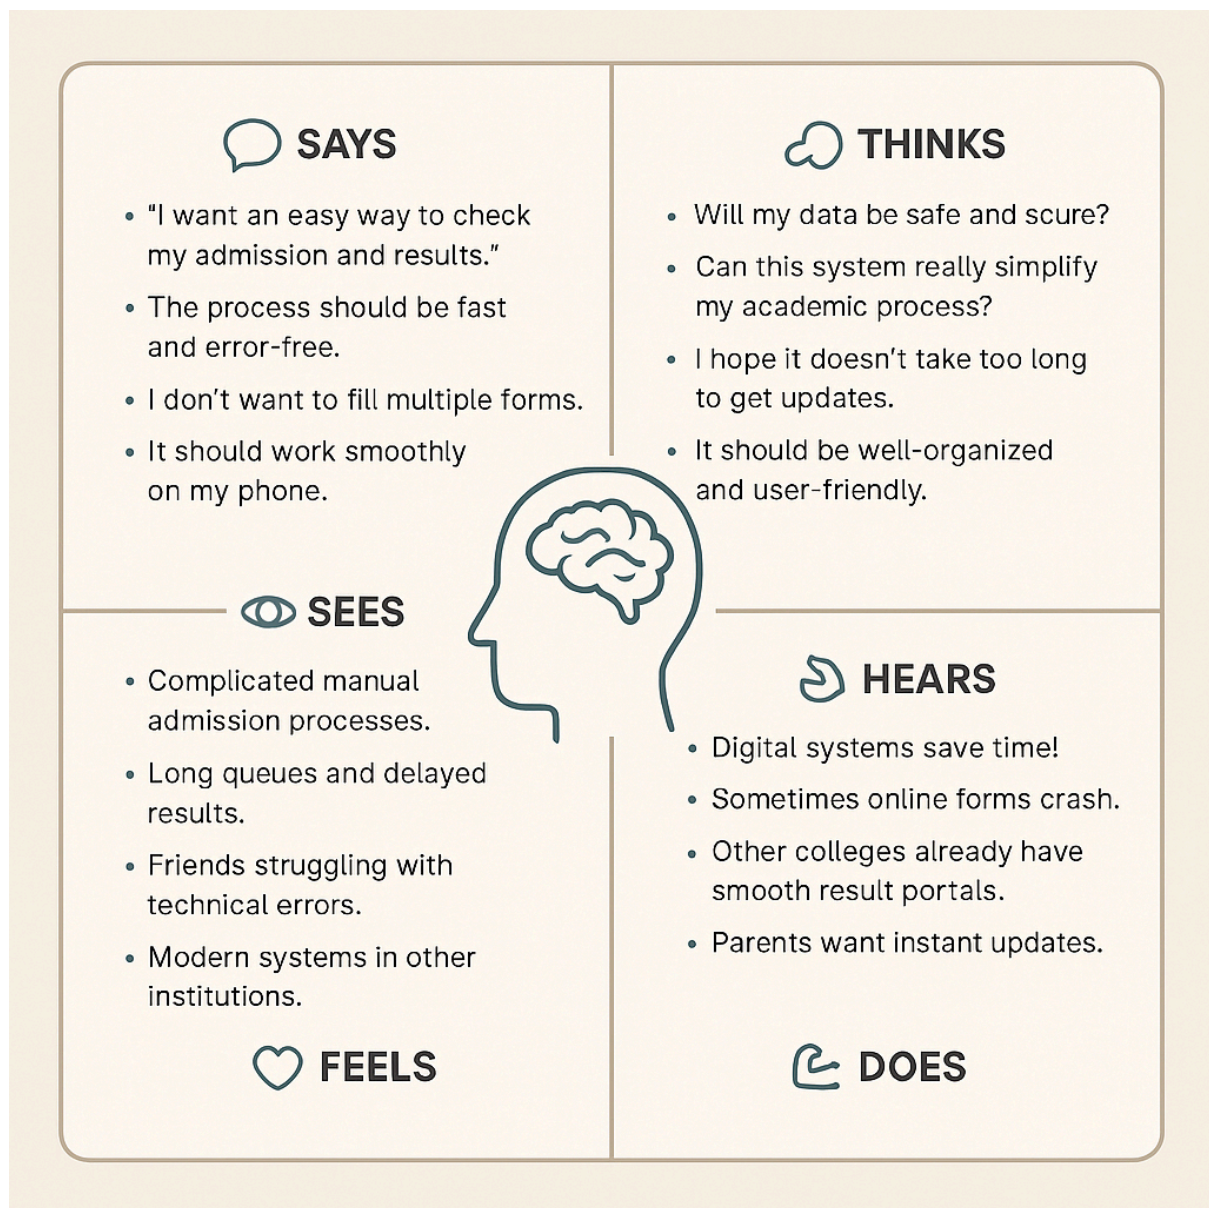 SAYS
• "I want an easy way to check
my admission and results."
• The process should be fast
and error-free.
• I don't want to fill multiple forms.
• It should work smoothly
on my phone.
THINKS
• Will my data be safe and scure?
• Can this system really simplify
my academic process?
• I hope it doesn't take too long
to get updates.
• It should be well-organized
and user-friendly.
SEES
• Complicated manual
admission processes.
• Long queues and delayed
results.
• Friends struggling with
technical errors.
• Modern systems in other
institutions.
HEARS
• Digital systems save time!
• Sometimes online forms crash.
• Other colleges already have
smooth result portals.
• Parents want instant updates.
FEELS
DOES